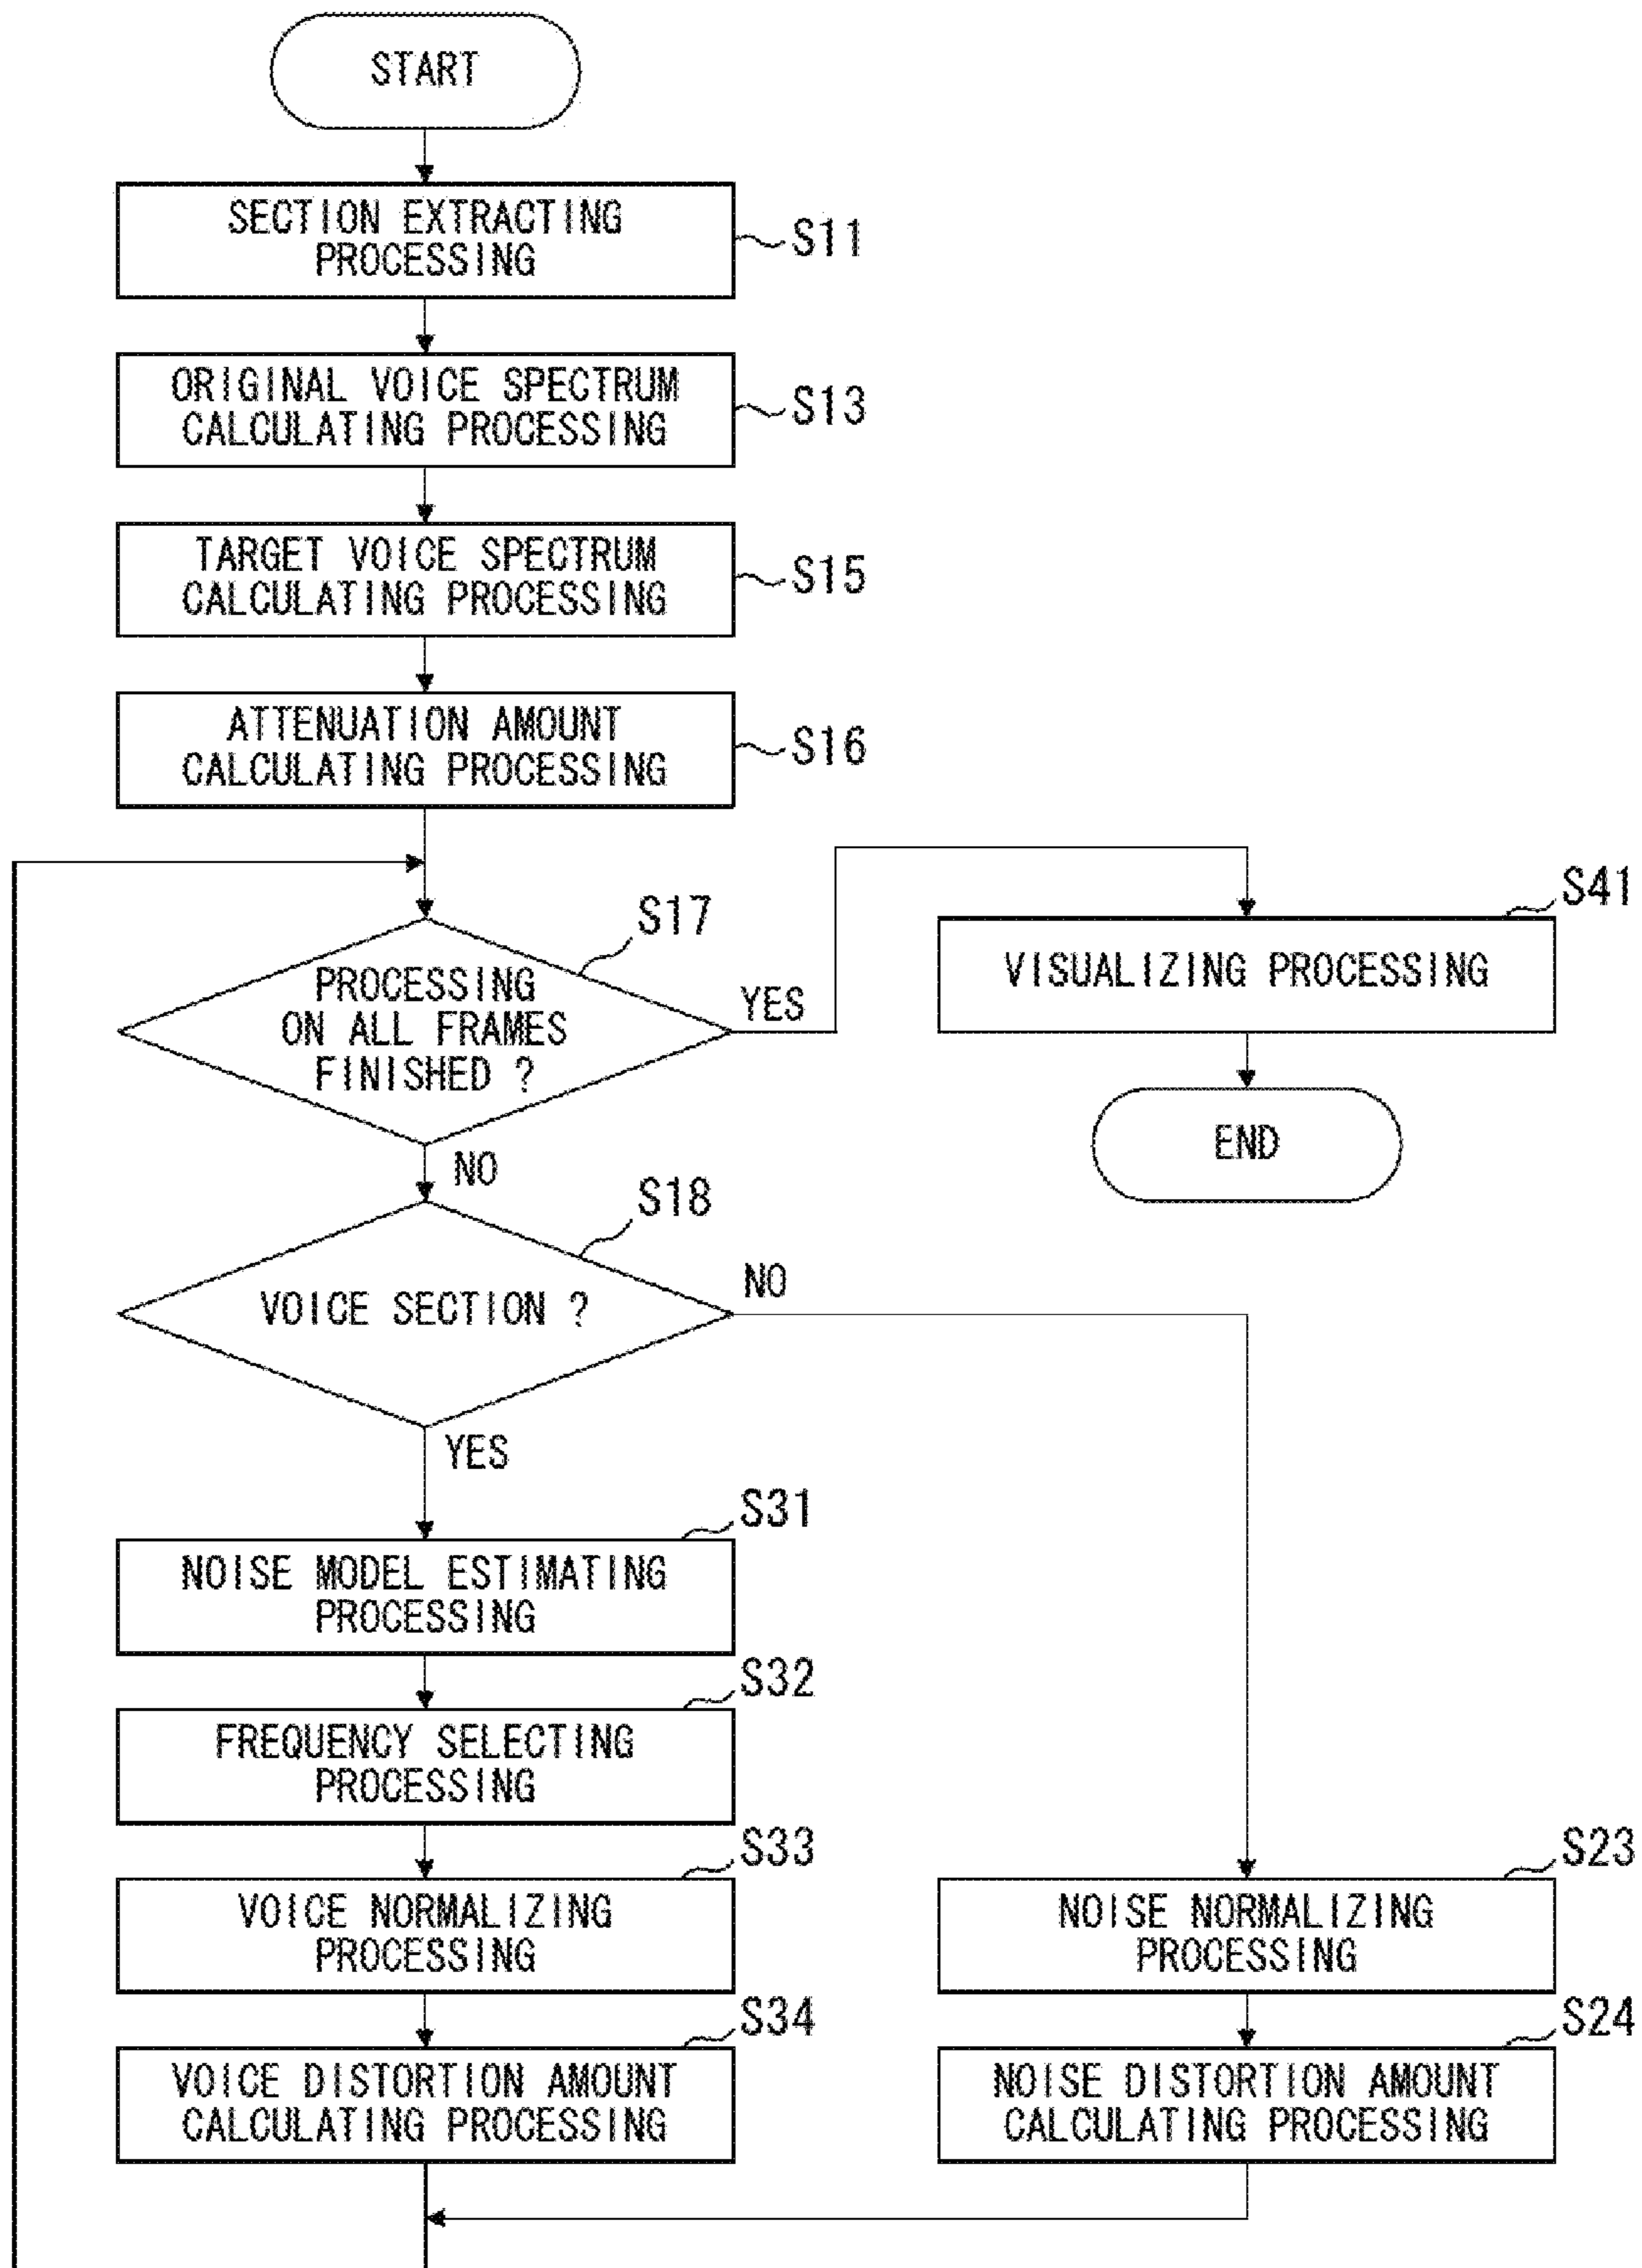 START
SECTION EXTRACTING
PROCESSING
S11
ORIGINAL VOICE SPECTRUM
CALCULATING PROCESSING
S13
TARGET VOICE SPECTRUM
CALCULATING PROCESSING
S15
ATTENUATION AMOUNT
CALCULATING PROCESSING
S16
S17
PROCESSING
ON ALL FRAMES
FINISHED ?
YES
NO
S41
VISUALIZING PROCESSING
END
S18
VOICE SECTION ?
NO
YES
S31
NOISE MODEL ESTIMATING
PROCESSING
S32
FREQUENCY SELECTING
PROCESSING
S33
VOICE NORMALIZING
PROCESSING
S23
NOISE NORMALIZING
PROCESSING
S34
VOICE DISTORTION AMOUNT
CALCULATING PROCESSING
S24
NOISE DISTORTION AMOUNT
CALCULATING PROCESSING